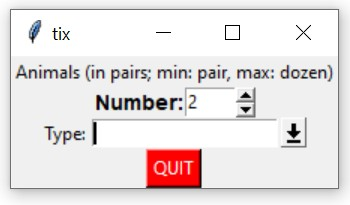 tix
Animals (in pairs; min: pair, max: dozen)
Number: 2
Type:
QUIT